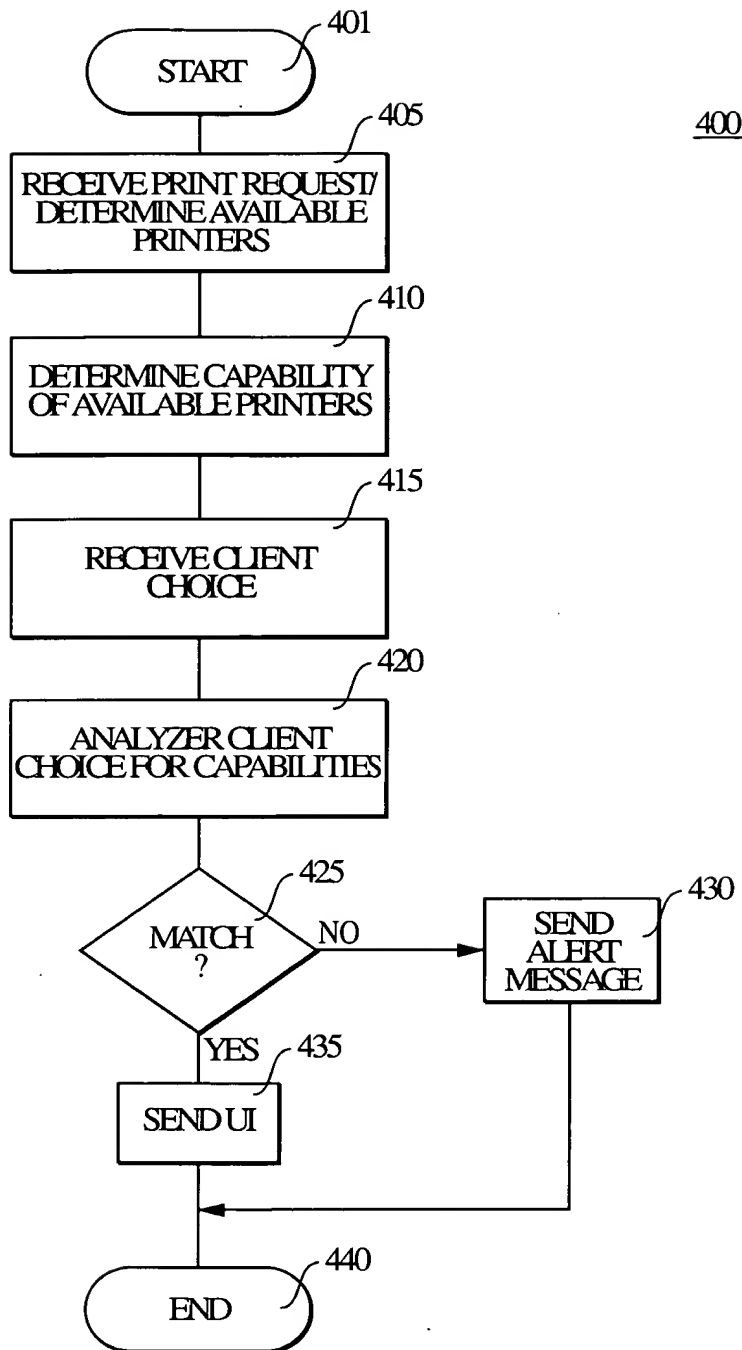 401
START
400
405
RECEIVE PRINT REQUEST/
DETERMINE AVAILABLE
PRINTERS
410
DETERMINE CAPABILITY
OF AVAILABLE PRINTERS
415
RECEIVE CLIENT
CHOICE
420
ANALYZER CLIENT
CHOICE FOR CAPABILITIES
425
MATCH
?
NO
430
SEND
ALERT
MESSAGE
YES
435
SEND UI
440
END